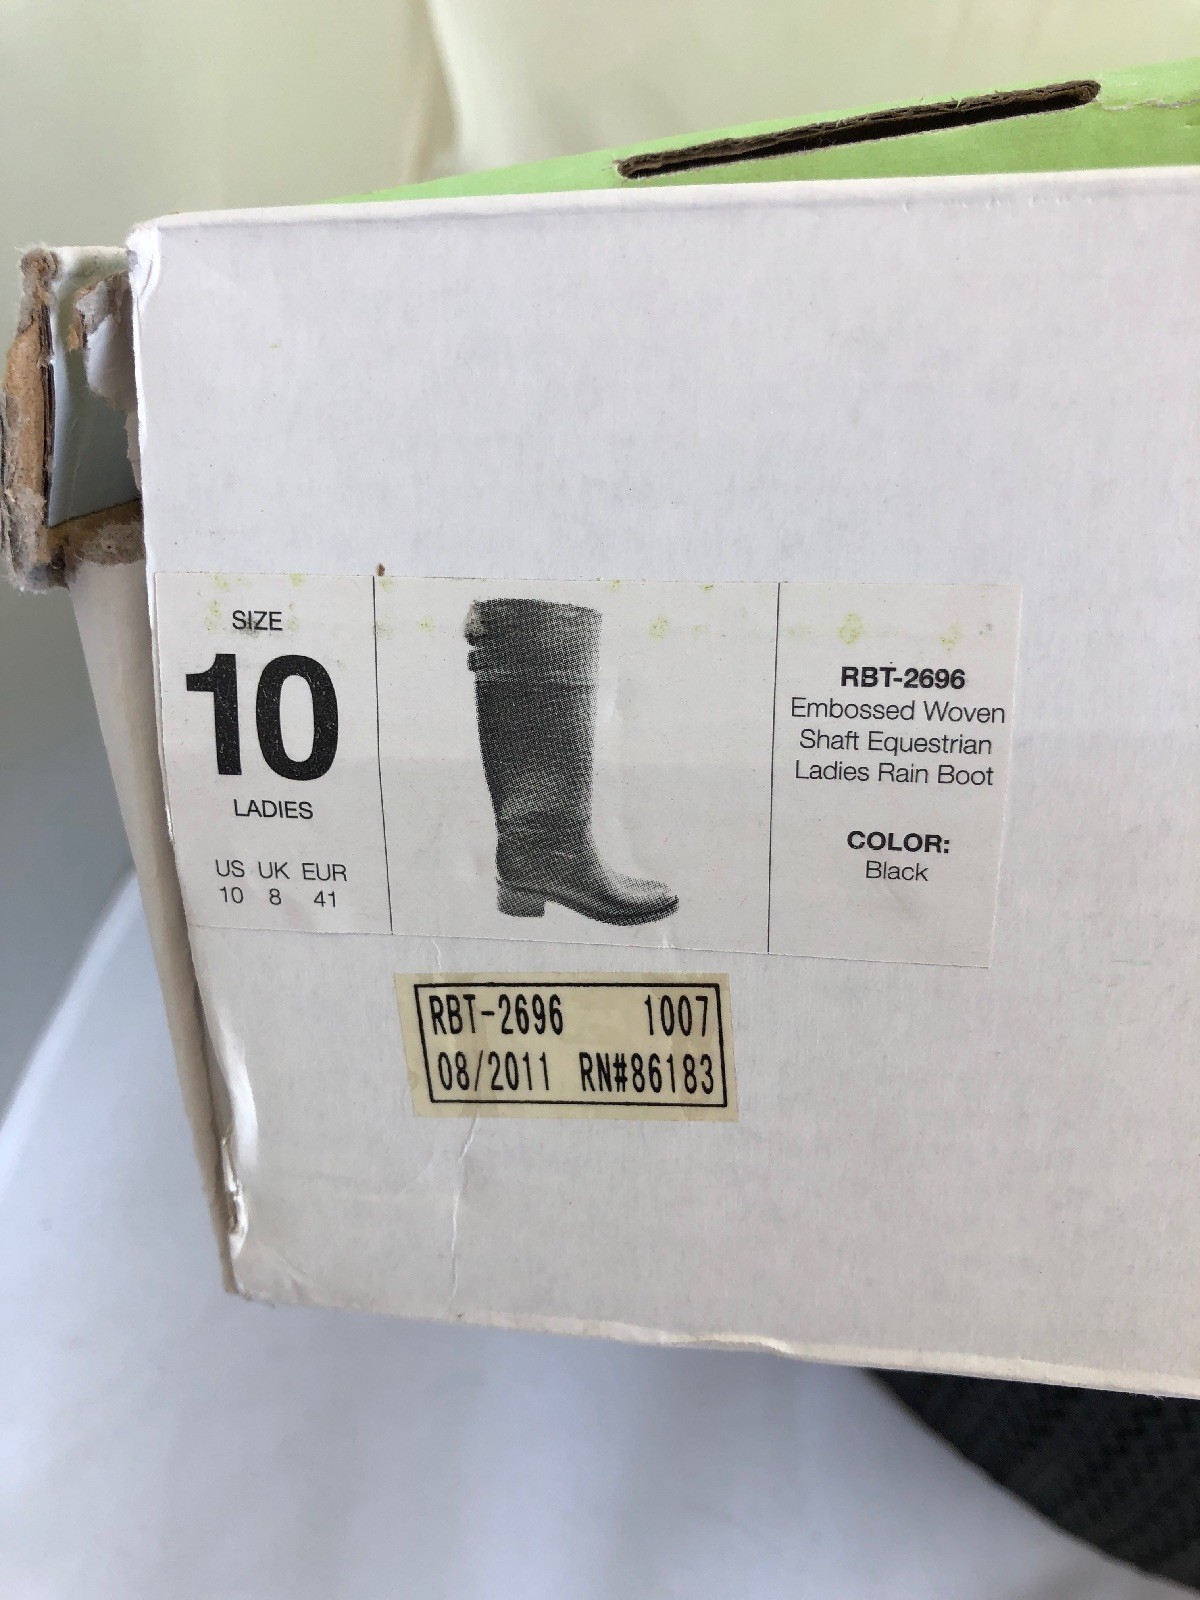 SIZE
10
LADIES
US UK EUR
10 8 41
RBT-2696
Embossed Woven
Shaft Equestrian
Ladies Rain Boot
COLOR:
Black
RBT-2696 1007
08/2011 RN#86183